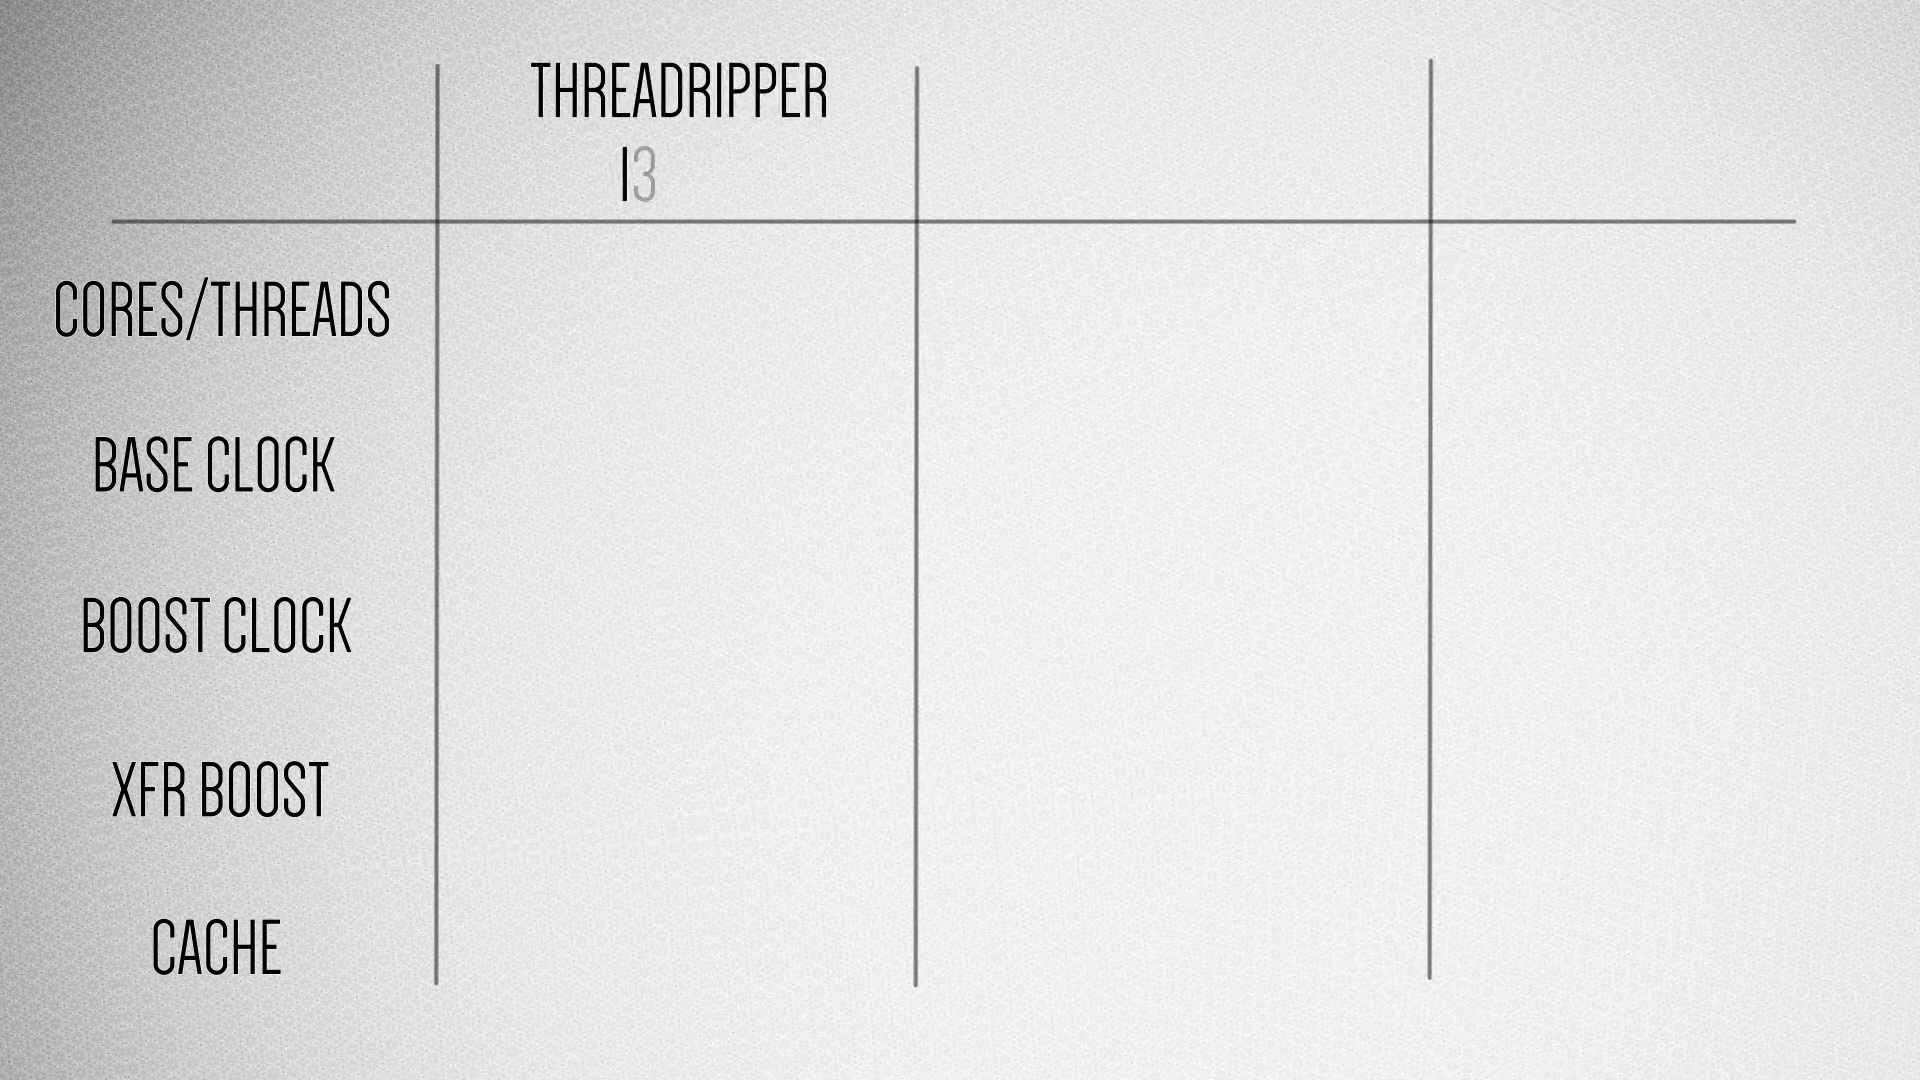 THREADRIPPER
13
CORES/THREADS
BASE CLOCK
BOOST CLOCK
XFR BOOST
CACHE